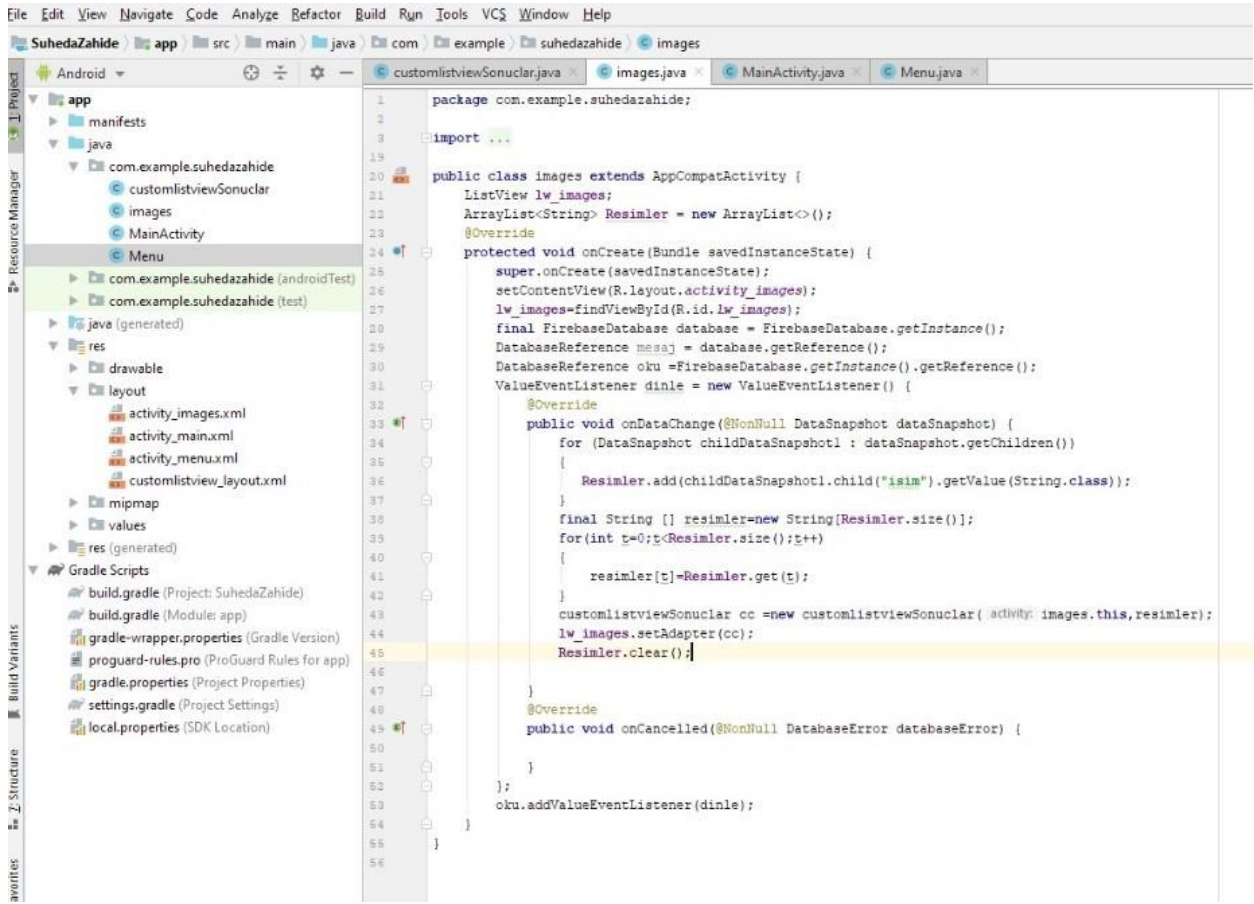 File Edit View Navigate Code Analyze Refactor Build Run Tools VCS Window Help
SuhedaZahide app src main java com example suhedazahide images
Android
customlistviewSonuclar.java images.java MainActivity.java Menu.java
1: Project
Resource Manager
Build Variants
7: Structure
avorites
app
manifests
java
com.example.suhedazahide
customlistviewSonuclar
images
MainActivity
Menu
com.example.suhedazahide (androidTest)
com.example.suhedazahide (test)
java (generated)
res
drawable
layout
activity_images.xml
activity_main.xml
activity_menu.xml
customlistview_layout.xml
mipmap
values
res (generated)
Gradle Scripts
build.gradle (Project: SuhedaZahide)
build.gradle (Module: app)
gradle-wrapper.properties (Gradle Version)
proguard-rules.pro (ProGuard Rules for app)
gradle.properties (Project Properties)
settings.gradle (Project Settings)
local.properties (SDK Location)
1 package com.example.suhedazahide;
2
3 import ...
19
20 public class images extends AppCompatActivity {
21 ListView lw_images;
22 ArrayList<String> Resimler = new ArrayList<>();
23 @Override
24 protected void onCreate(Bundle savedInstanceState) {
25 super.onCreate(savedInstanceState);
26 setContentView(R.layout.activity_images);
27 lw_images=findViewById(R.id.lw_images);
28 final FirebaseDatabase database = FirebaseDatabase.getInstance();
29 DatabaseReference mesaj = database.getReference();
30 DatabaseReference oku =FirebaseDatabase.getInstance().getReference();
31 ValueEventListener dinle = new ValueEventListener() {
32 @Override
33 public void onDataChange(@NonNull DataSnapshot dataSnapshot) {
34 for (DataSnapshot childDataSnapshot1 : dataSnapshot.getChildren())
35 {
36 Resimler.add(childDataSnapshot1.child("isim").getValue(String.class));
37 }
38 final String [] resimler=new String[Resimler.size()];
39 for(int t=0;t<Resimler.size();t++)
40 {
41 resimler[t]=Resimler.get(t);
42 }
43 customlistviewSonuclar cc =new customlistviewSonuclar( activity: images.this,resimler);
44 lw_images.setAdapter(cc);
45 Resimler.clear();
46
47 }
48 @Override
49 public void onCancelled(@NonNull DatabaseError databaseError) {
50
51 }
52 };
53 oku.addValueEventListener(dinle);
54 }
55 }
56